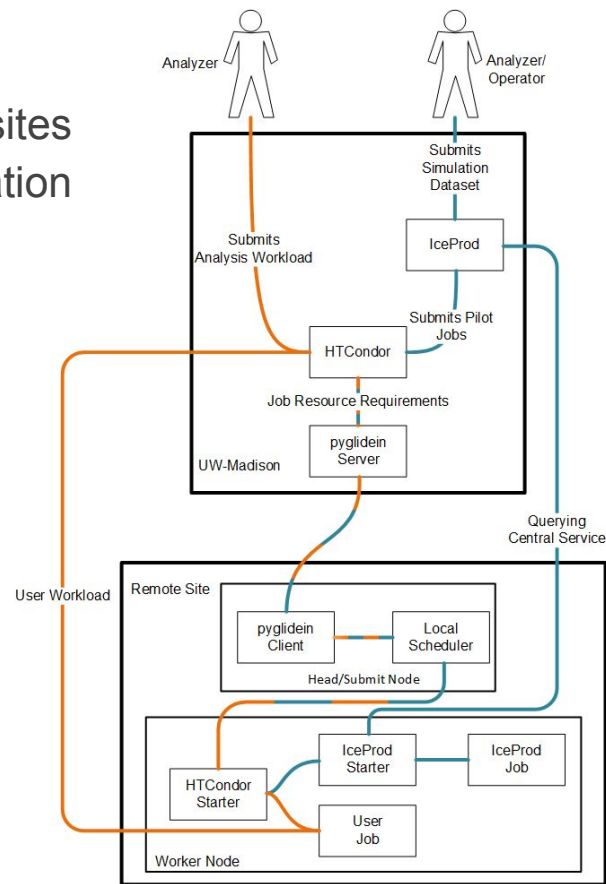 Analyzer
Analyzer/
Operator
sites
ation
Submits
Simulation
Dataset
IceProd
Submits
Analysis Workload
Submits Pilot
Jobs
HTCondor
Job Resource Requirements
pyglidein
Server
UW-Madison
Querying
Central Service
User Workload
Remote Site
pyglidein
Client
Local
Scheduler
Head/Submit Node
IceProd
Starter
IceProd
Job
HTCondor
Starter
User
Job
Worker Node